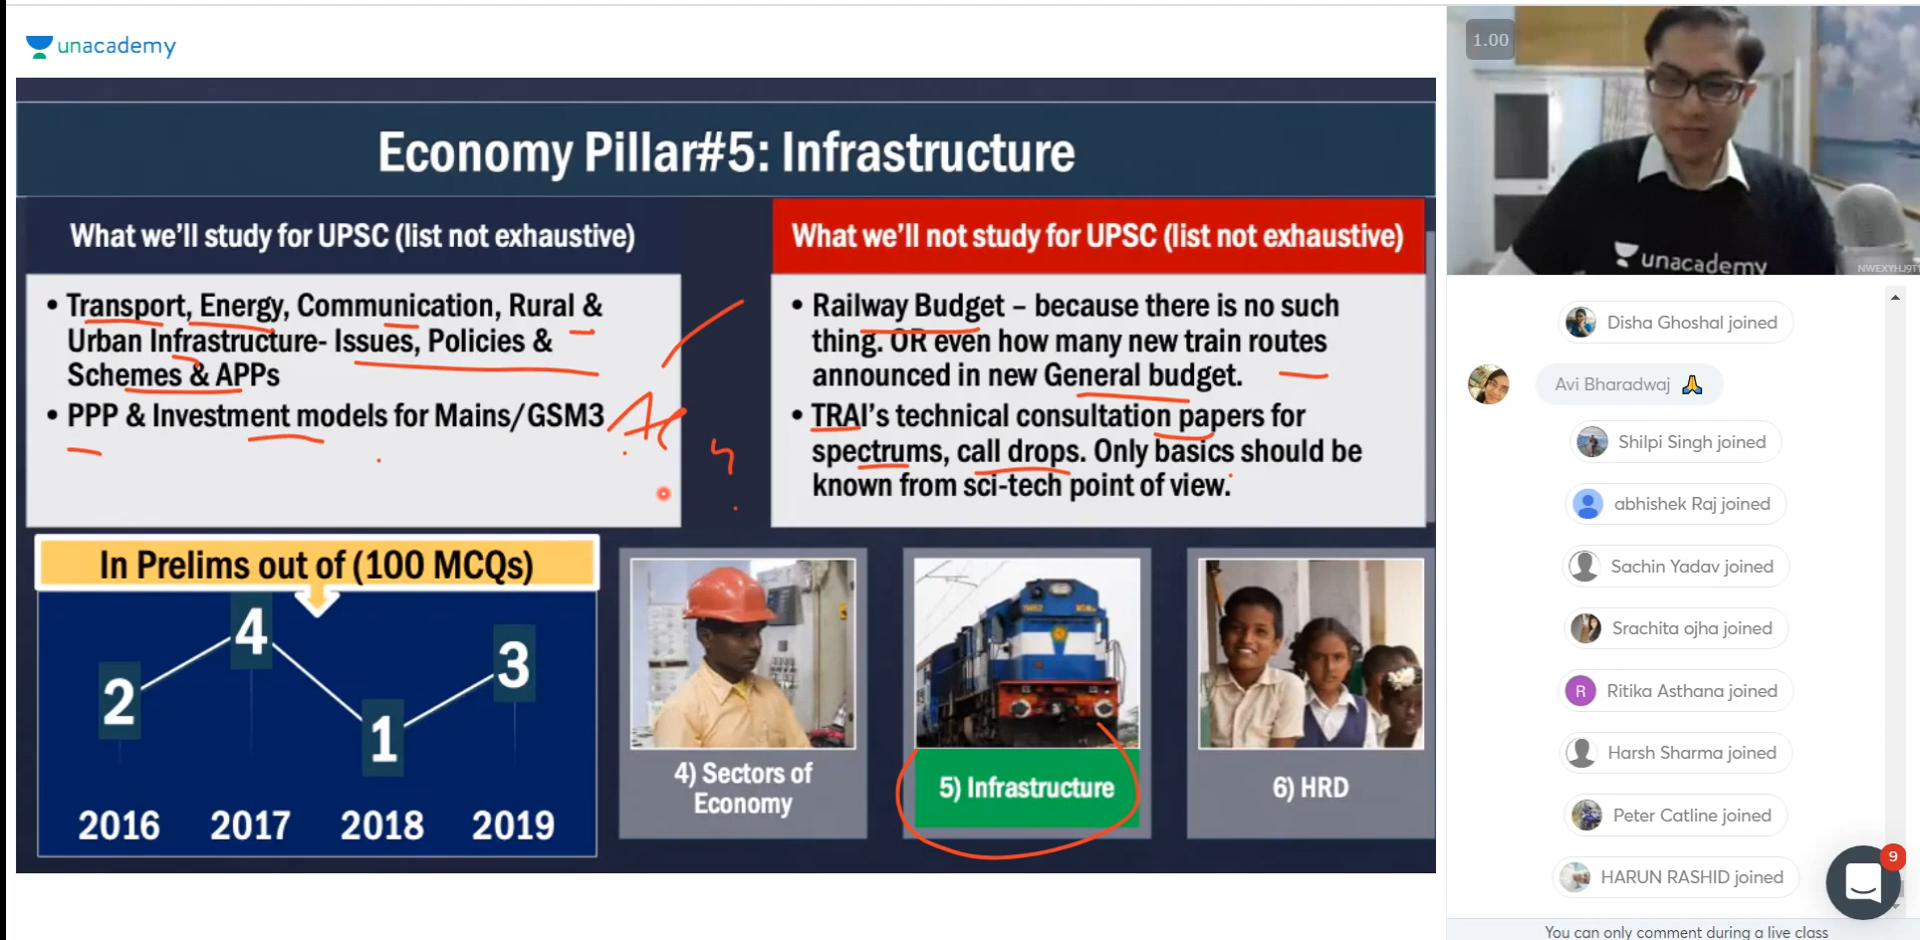 unacademy
Economy Pillar#5: Infrastructure
What we'll study for UPSC (list not exhaustive)
• Transport, Energy, Communication, Rural &
Urban Infrastructure- Issues, Policies &
Schemes & APPs
• PPP & Investment models for Mains/GSM3
What we'll not study for UPSC (list not exhaustive)
• Railway Budget – because there is no such
thing. OR even how many new train routes
announced in new General budget.
• TRAI's technical consultation papers for
spectrums, call drops. Only basics should be
known from sci-tech point of view.
In Prelims out of (100 MCQs)
2
4
1
3
2016 2017 2018 2019
4) Sectors of
Economy
5) Infrastructure
6) HRD
1.00
unacademy
Disha Ghoshal joined
Avi Bharadwaj 🙏
Shilpi Singh joined
abhishek Raj joined
Sachin Yadav joined
Srachita ojha joined
R Ritika Asthana joined
Harsh Sharma joined
Peter Catline joined
HARUN RASHID joined
9
You can only comment during a live class